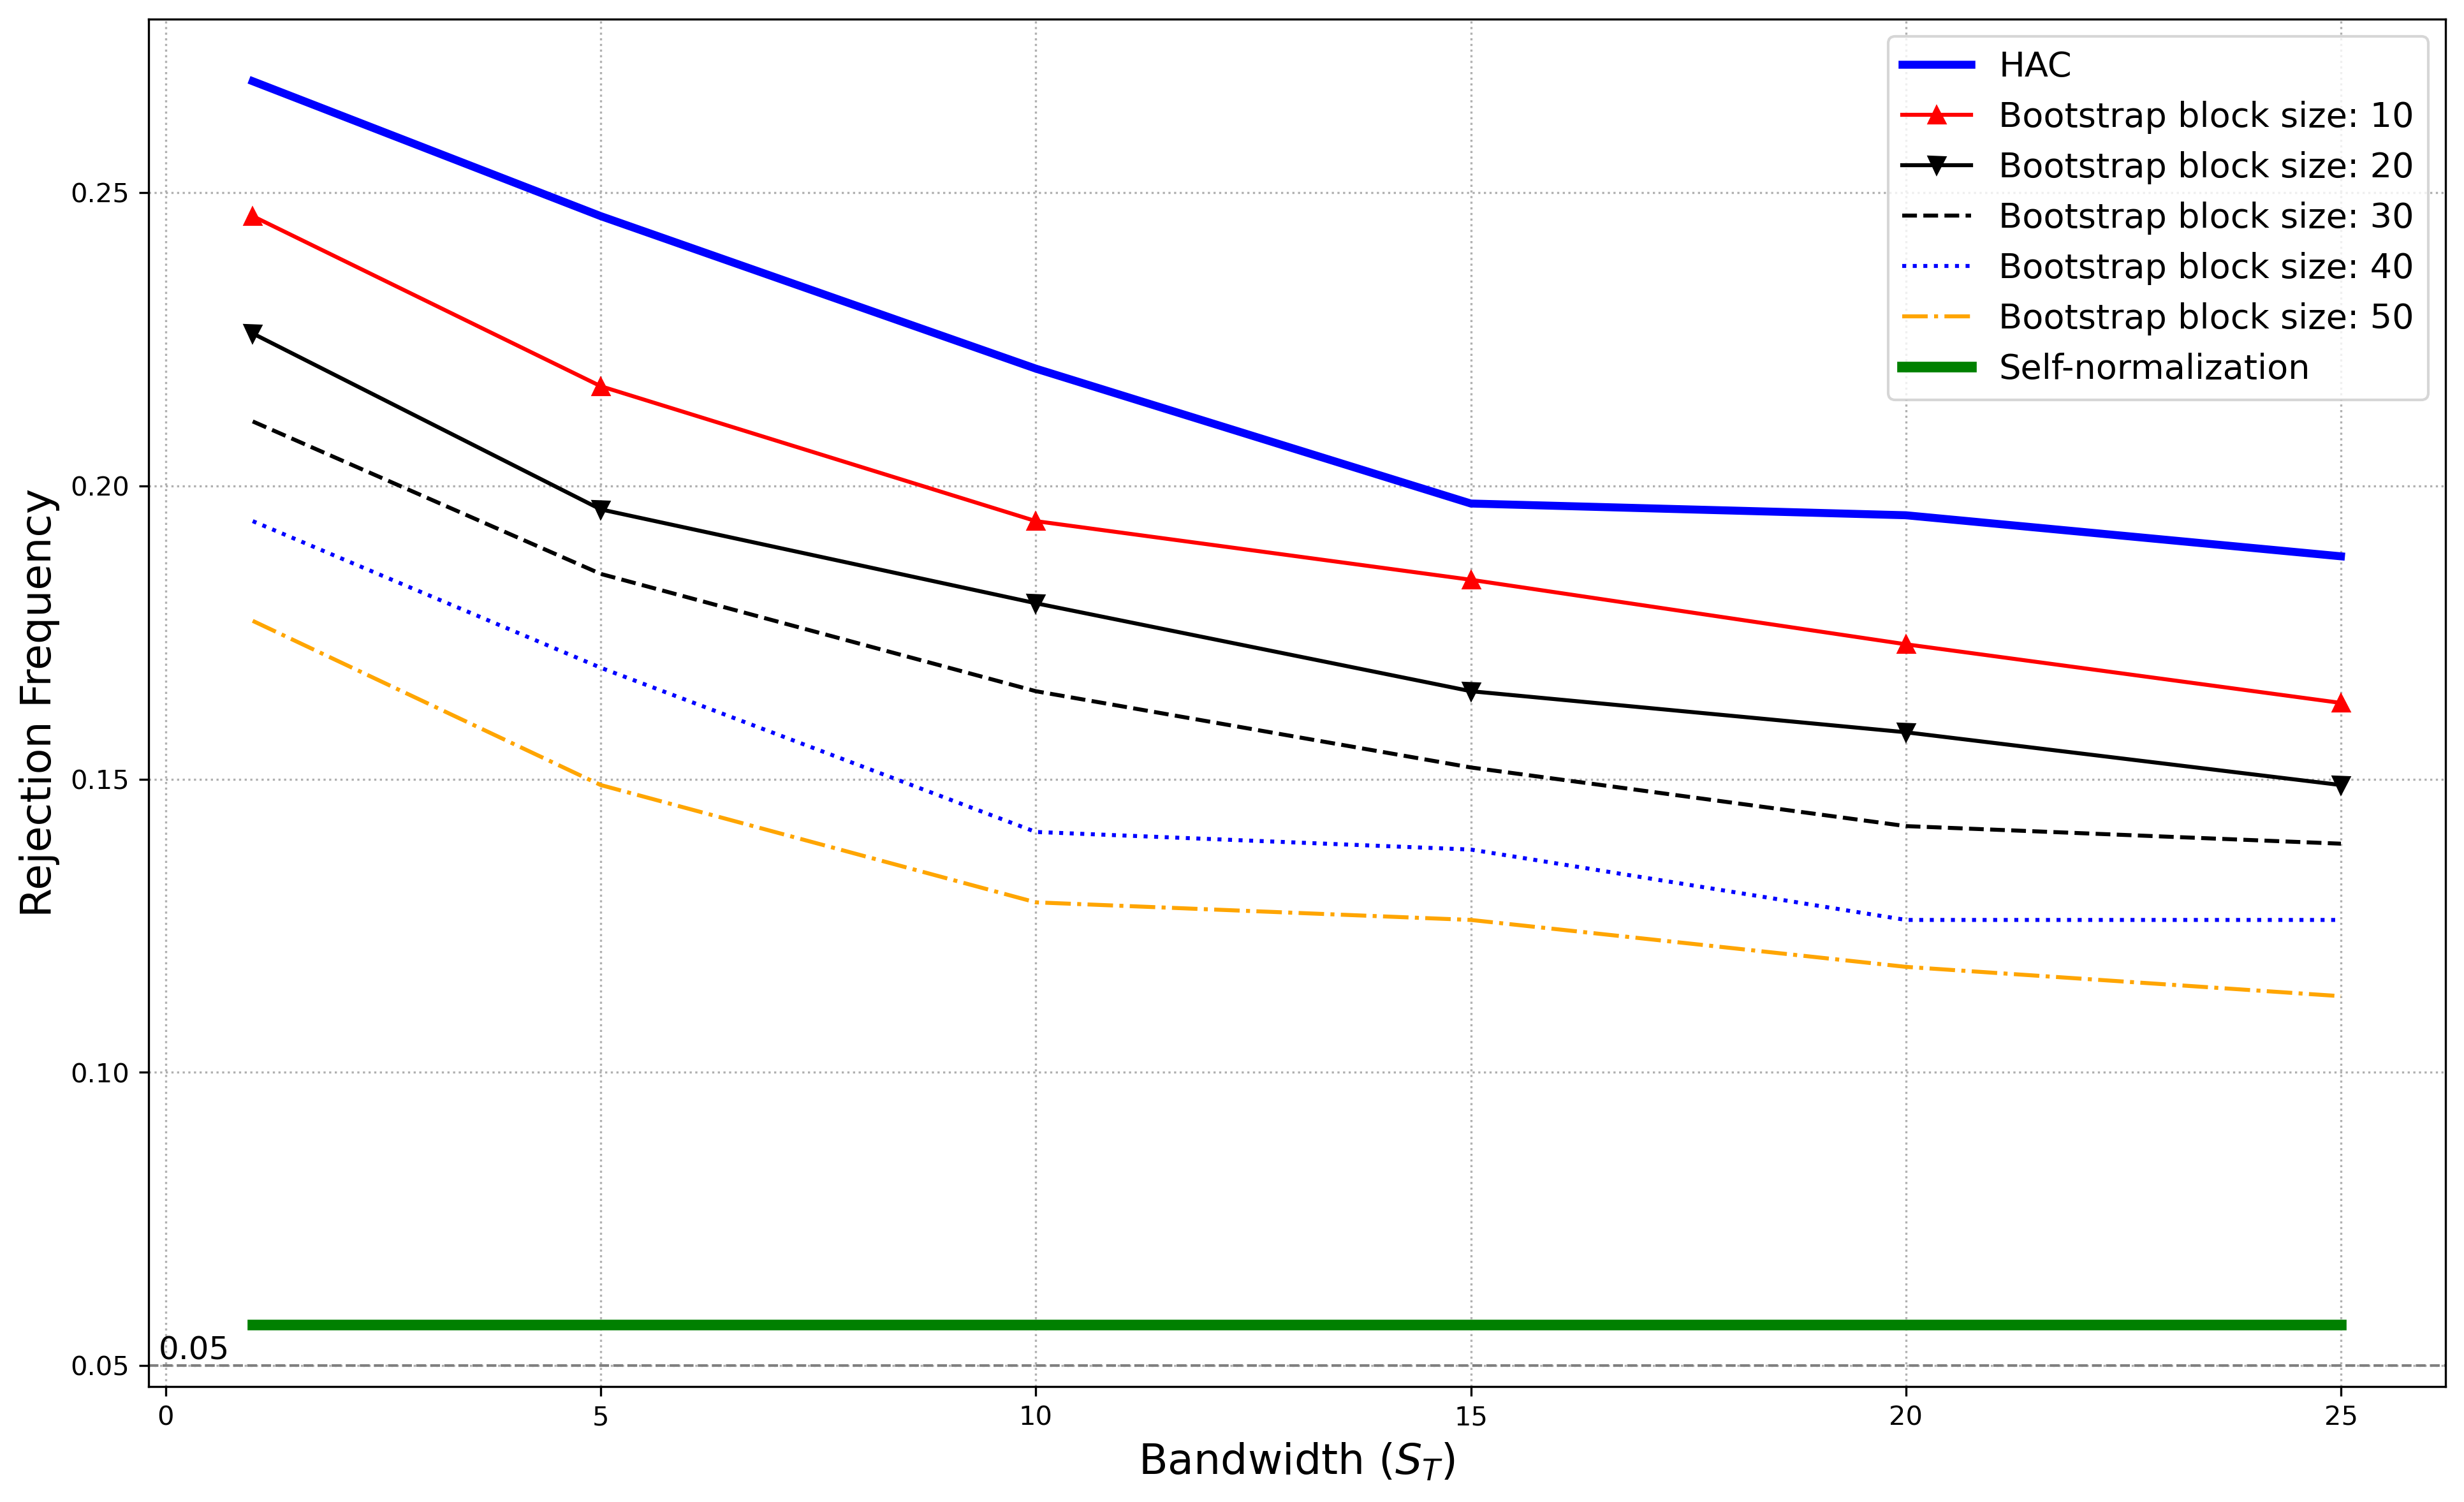 HAC
Bootstrap block size: 10
Bootstrap block size: 20
Bootstrap block size: 30
Bootstrap block size: 40
Bootstrap block size: 50
Self-normalization
Rejection Frequency
0.25
0.20
0.15
0.10
0.05
0.05
0 5 10 15 20 25
Bandwidth (S_T)